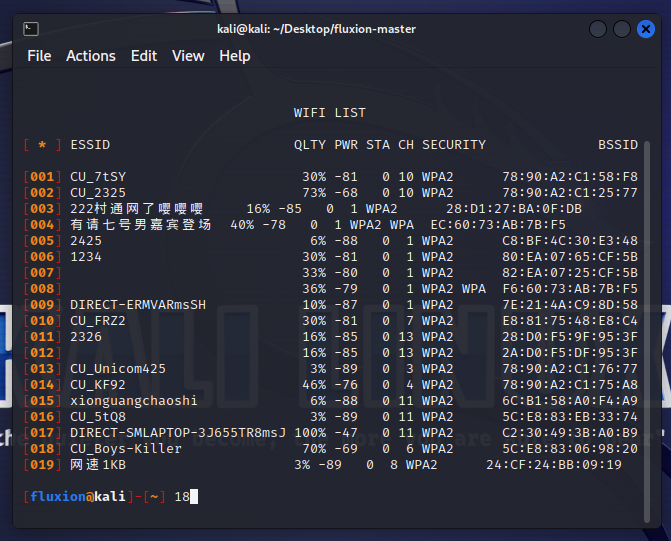 kali@kali: ~/Desktop/fluxion-master
File Actions Edit View Help
WIFI LIST
[ * ] ESSID QLTY PWR STA CH SECURITY BSSID
[001] CU_7tSY 30% -81 0 10 WPA2 78:90:A2:C1:58:F8
[002] CU_2325 73% -68 0 10 WPA2 78:90:A2:C1:25:77
[003] 222村通网了嘤嘤嘤 16% -85 0 1 WPA2 28:D1:27:BA:0F:DB
[004] 有请七号男嘉宾登场 40% -78 0 1 WPA2 WPA EC:60:73:AB:7B:F5
[005] 2425 6% -88 0 1 WPA2 C8:BF:4C:30:E3:48
[006] 1234 30% -81 0 1 WPA2 80:EA:07:65:CF:5B
[007] 33% -80 0 1 WPA2 82:EA:07:25:CF:5B
[008] 36% -79 0 1 WPA2 WPA F6:60:73:AB:7B:F5
[009] DIRECT-ERMVARmsSH 10% -87 0 1 WPA2 7E:21:4A:C9:8D:58
[010] CU_FRZ2 30% -81 0 7 WPA2 E8:81:75:48:E8:C4
[011] 2326 16% -85 0 13 WPA2 28:D0:F5:9F:95:3F
[012] 16% -85 0 13 WPA2 2A:D0:F5:DF:95:3F
[013] CU_Unicom425 3% -89 0 3 WPA2 78:90:A2:C1:76:77
[014] CU_KF92 46% -76 0 4 WPA2 78:90:A2:C1:75:A8
[015] xionguangchaoshi 6% -88 0 11 WPA2 6C:B1:58:A0:F4:A9
[016] CU_5tQ8 3% -89 0 11 WPA2 5C:E8:83:EB:33:74
[017] DIRECT-SMLAPTOP-3J655TR8msJ 100% -47 0 11 WPA2 C2:30:49:3B:A0:B9
[018] CU_Boys-Killer 70% -69 0 6 WPA2 5C:E8:83:06:98:20
[019] 网速1KB 3% -89 0 8 WPA2 24:CF:24:BB:09:19
[fluxion@kali]-[~] 18